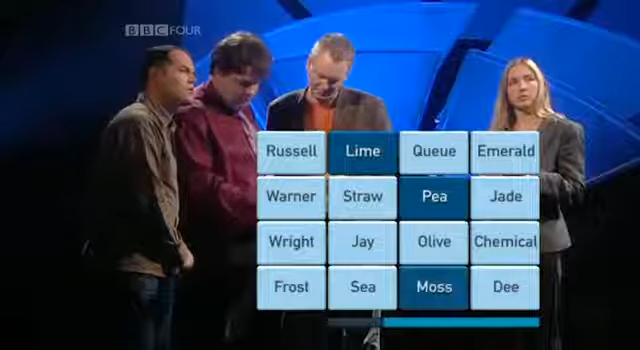 BBC FOUR
Russell Lime Queue Emerald
Warner Straw Pea Jade
Wright Jay Olive Chemical
Frost Sea Moss Dee